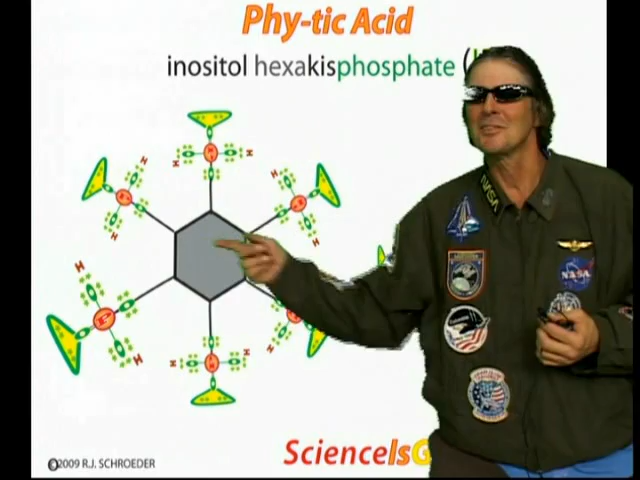 Phy-tic Acid
inositol hexakisphosphate (
NASA
NASA
ScienceIsG
©2009 R.J. SCHROEDER